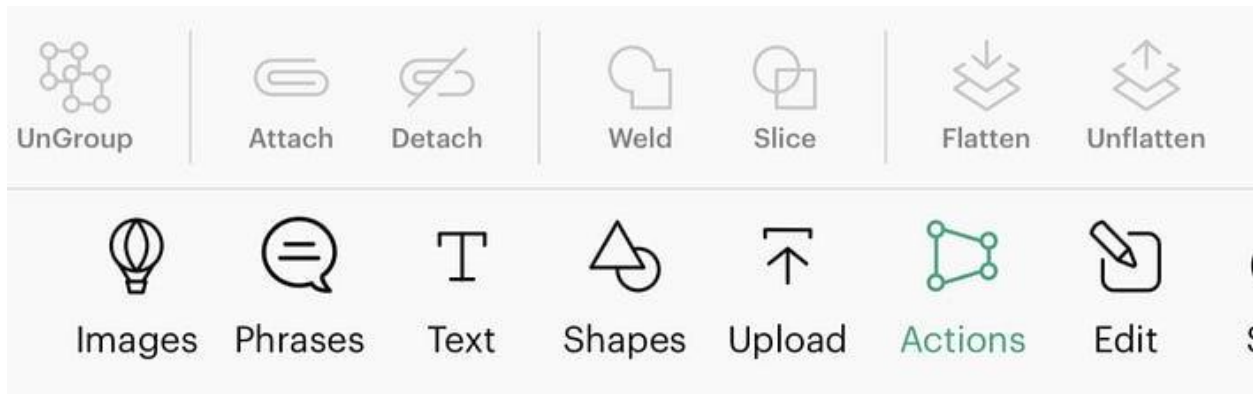 UnGroup Attach Detach Weld Slice Flatten Unflatten
Images Phrases Text Shapes Upload Actions Edit